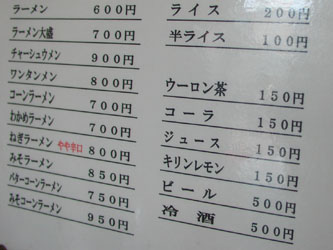 ラーメン 600円
ラーメン大盛 700円
チャーシュウメン 900円
ワンタンメン 800円
コーンラーメン 700円
わかめラーメン 700円
ねぎラーメン やや辛口 800円
みそラーメン 850円
バターコーンラーメン 750円
みそコーンラーメン 950円
ライス 200円
半ライス 100円
ウーロン茶 150円
コーラ 150円
ジュース 150円
キリンレモン 150円
ビール 500円
冷酒 500円